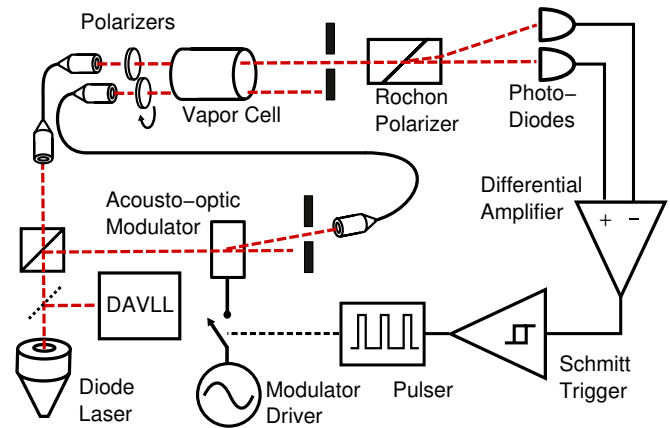 Polarizers
Vapor Cell
Rochon
Polarizer
Photo−
Diodes
Differential
Amplifier
+ −
Acousto−optic
Modulator
DAVLL
Diode
Laser
Modulator
Driver
Pulser
Schmitt
Trigger